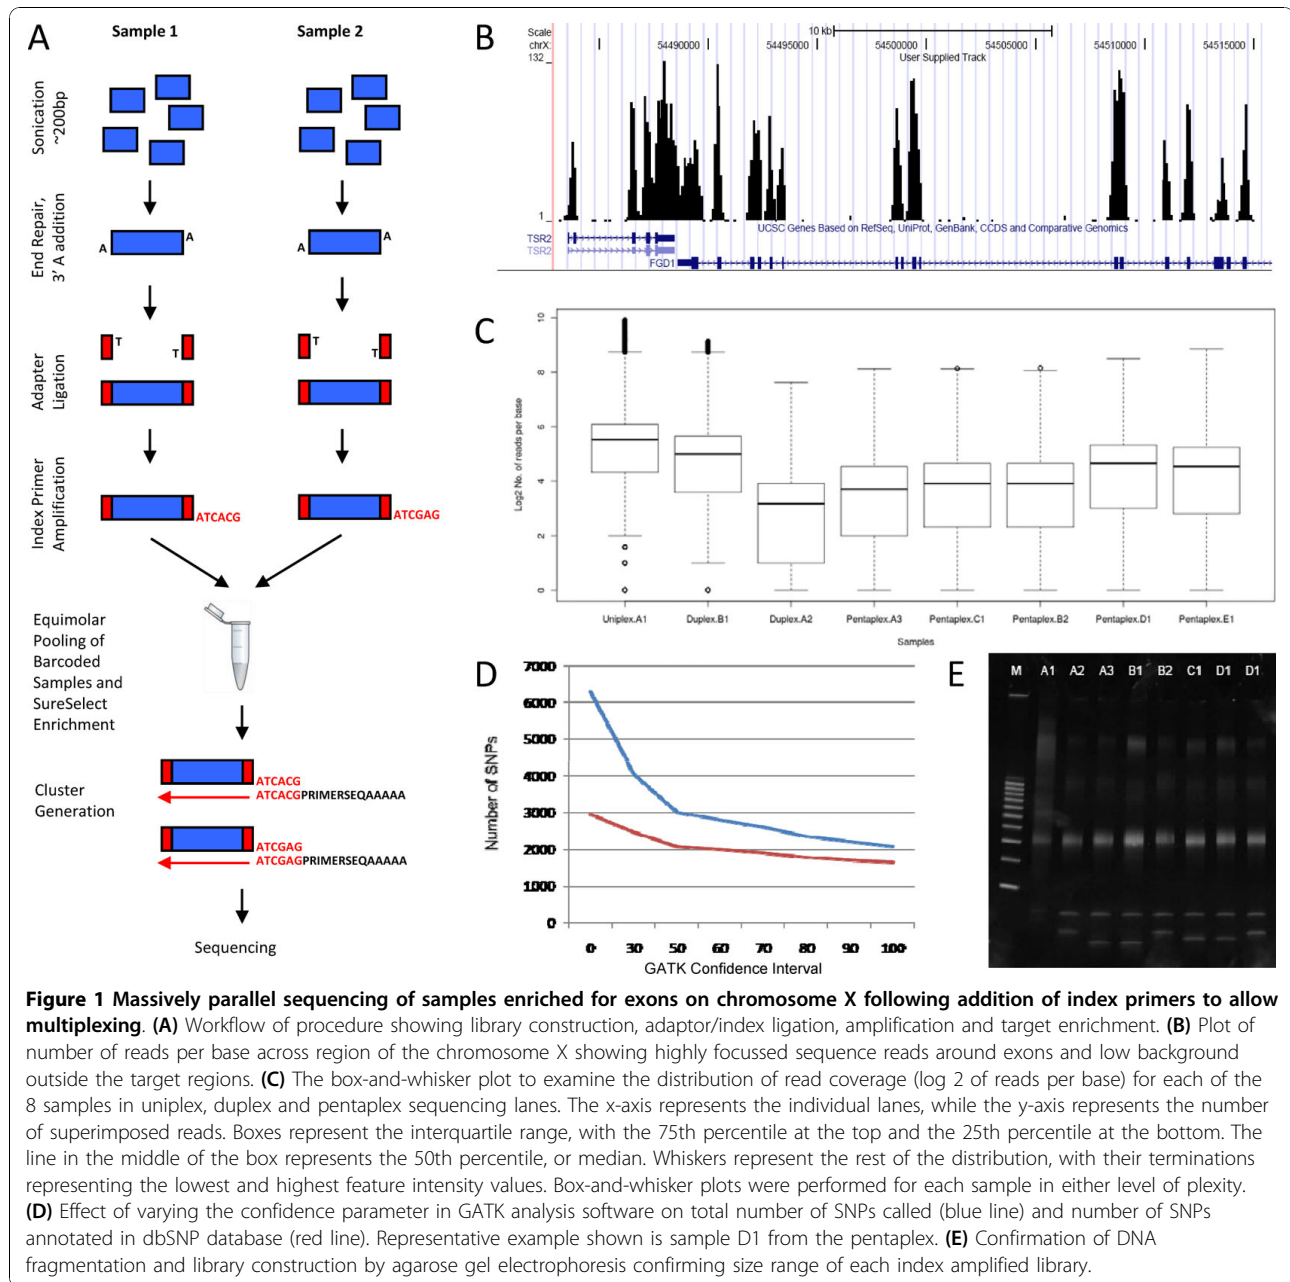 A
Sample 1
Sample 2
Sonication
~200bp
End Repair,
3' A addition
A
A
A
A
Adapter
Ligation
T
T
T
T
Index Primer
Amplification
ATCACG
ATCGAG
Equimolar
Pooling of
Barcoded
Samples and
SureSelect
Enrichment
Cluster
Generation
ATCACG
ATCACGPRIMERSEQAAAAA
ATCGAG
ATCGAGPRIMERSEQAAAAA
Sequencing
B
Scale
10 kb
chrX:
54490000
54495000
54500000
54505000
54510000
54515000
132
User Supplied Track
1
UCSC Genes Based on RefSeq, UniProt, GenBank, CCDS and Comparative Genomics
TSR2
TSR2
FGD1
C
Log2 No. of reads per base
10
8
6
4
2
0
Uniplex.A1
Duplex.B1
Duplex.A2
Pentaplex.A3
Pentaplex.C1
Pentaplex.B2
Pentaplex.D1
Pentaplex.E1
Samples
D
Number of SNPs
7000
6000
5000
4000
3000
2000
1000
0
0
30
50
60
70
80
90
100
GATK Confidence Interval
E
M A1 A2 A3 B1 B2 C1 D1 D1
Figure 1 Massively parallel sequencing of samples enriched for exons on chromosome X following addition of index primers to allow
multiplexing. (A) Workflow of procedure showing library construction, adaptor/index ligation, amplification and target enrichment. (B) Plot of
number of reads per base across region of the chromosome X showing highly focussed sequence reads around exons and low background
outside the target regions. (C) The box-and-whisker plot to examine the distribution of read coverage (log 2 of reads per base) for each of the
8 samples in uniplex, duplex and pentaplex sequencing lanes. The x-axis represents the individual lanes, while the y-axis represents the number
of superimposed reads. Boxes represent the interquartile range, with the 75th percentile at the top and the 25th percentile at the bottom. The
line in the middle of the box represents the 50th percentile, or median. Whiskers represent the rest of the distribution, with their terminations
representing the lowest and highest feature intensity values. Box-and-whisker plots were performed for each sample in either level of plexity.
(D) Effect of varying the confidence parameter in GATK analysis software on total number of SNPs called (blue line) and number of SNPs
annotated in dbSNP database (red line). Representative example shown is sample D1 from the pentaplex. (E) Confirmation of DNA
fragmentation and library construction by agarose gel electrophoresis confirming size range of each index amplified library.